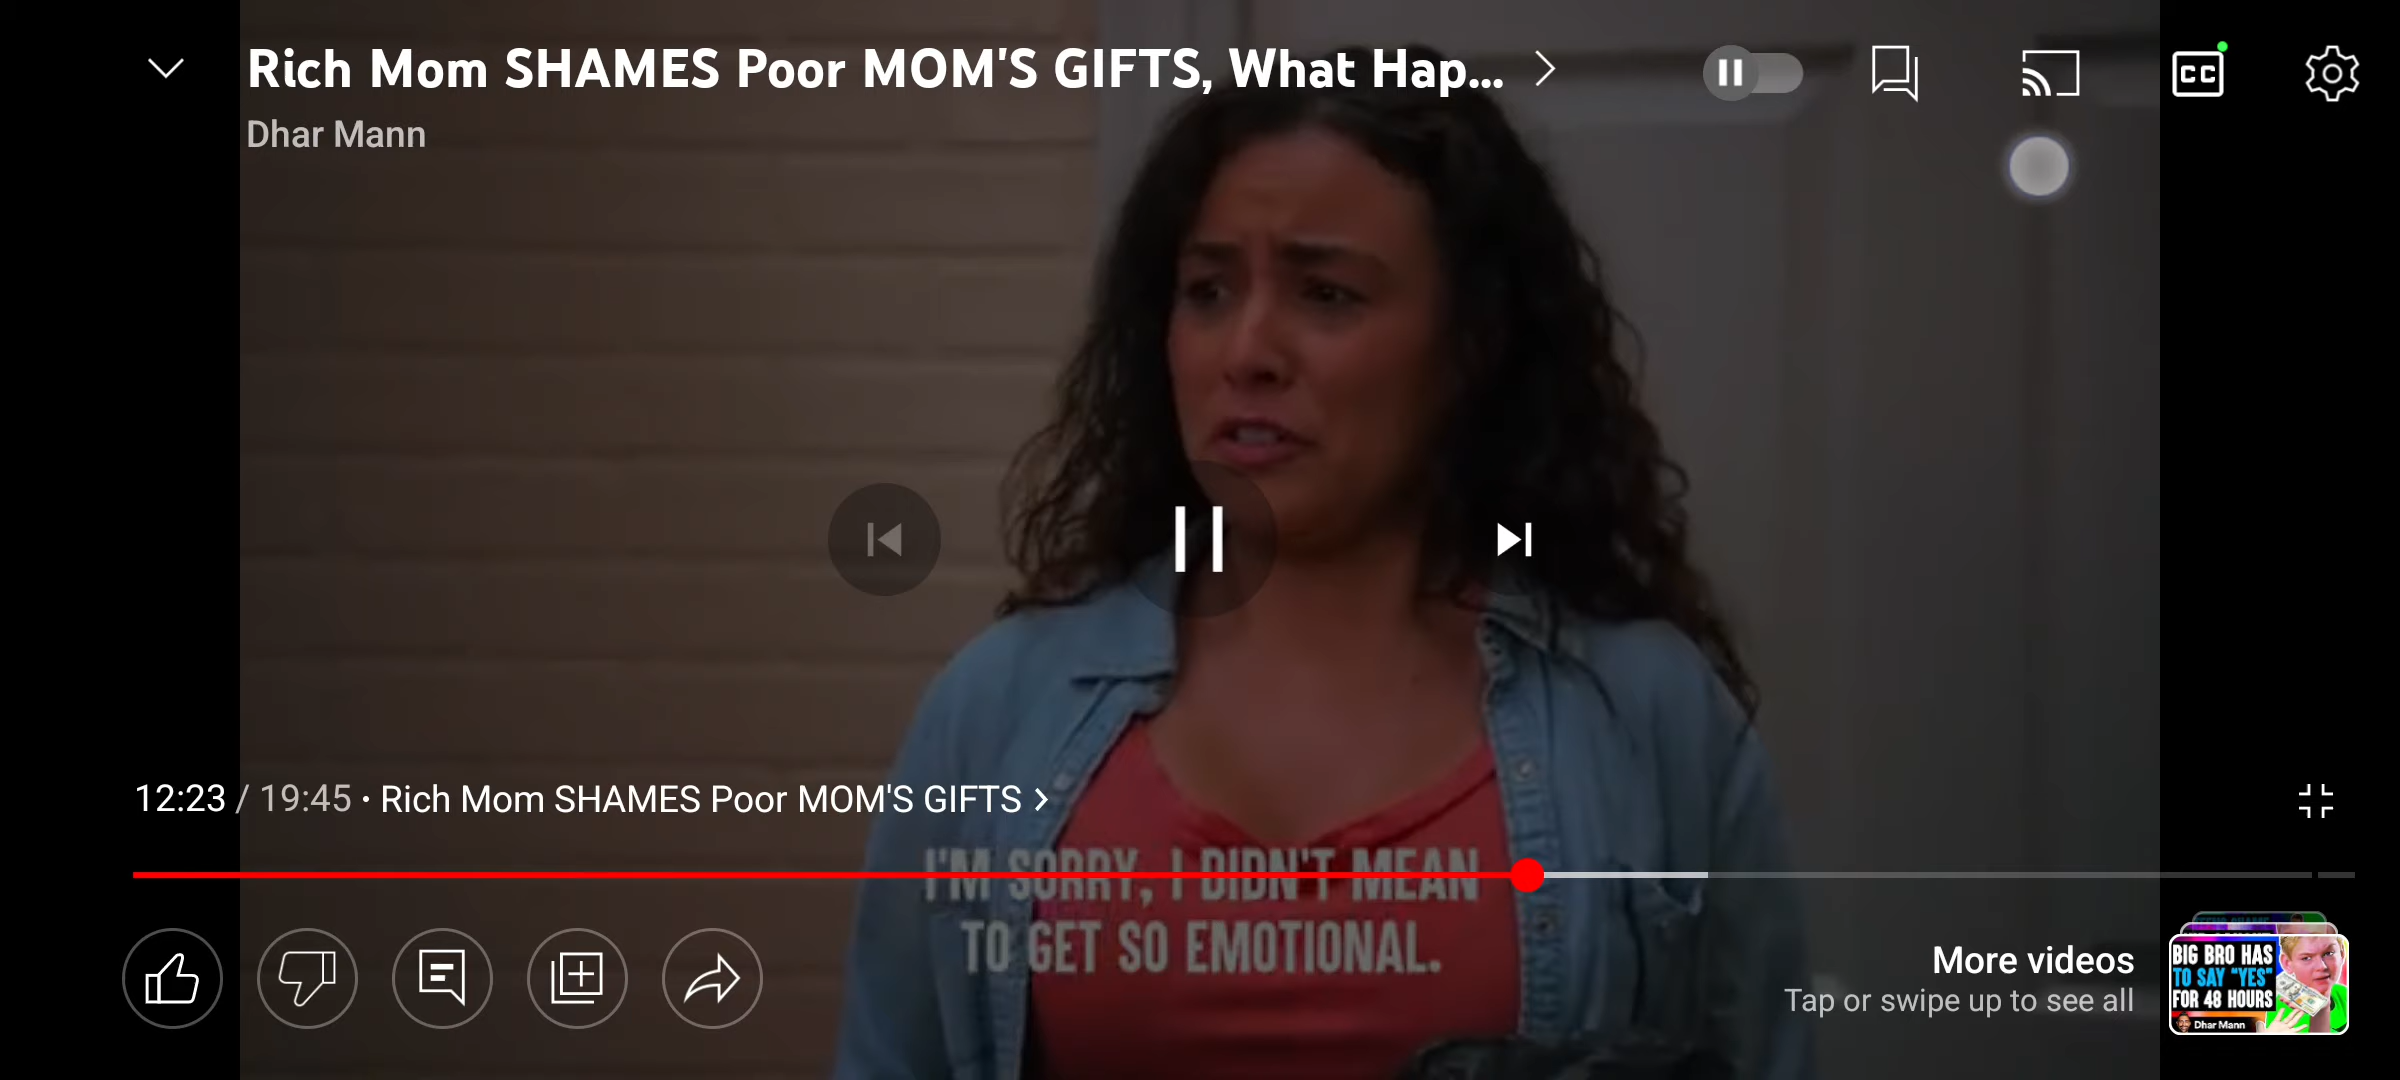 Rich Mom SHAMES Poor MOM'S GIFTS, What Hap...
Dhar Mann
CC
12:23 / 19:45 • Rich Mom SHAMES Poor MOM'S GIFTS
I'M SORRY, I DIDN'T MEAN
TO GET SO EMOTIONAL.
More videos
Tap or swipe up to see all
BIG BRO HAS
TO SAY "YES"
FOR 48 HOURS
Dhar Mann